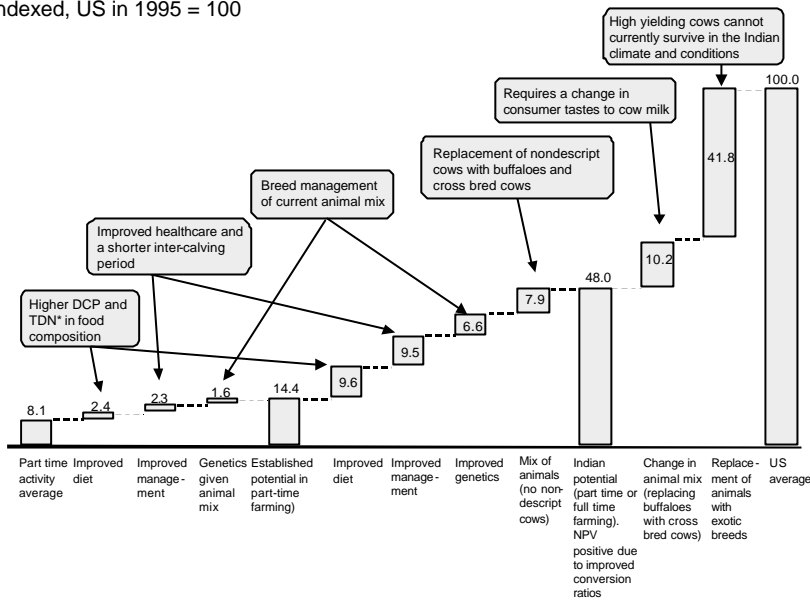 ndexed, US in 1995 = 100
High yielding cows cannot
currently survive in the Indian
climate and conditions
100.0
Requires a change in
consumer tastes to cow milk
41.8
Replacement of nondescript
cows with buffaloes and
cross bred cows
Breed management
of current animal mix
10.2
Improved healthcare and
a shorter inter-calving
period
48.0
7.9
Higher DCP and
TDN* in food
composition
6.6
9.5
9.6
8.1
2.4
2.3
1.6
14.4
Part time
activity
average
Improved
diet
Improved
manage-
ment
Genetics
given
animal
mix
Established
potential in
part-time
farming)
Improved
diet
Improved
manage-
ment
Improved
genetics
Mix of
animals
(no non-
descript
cows)
Indian
potential
(part time or
full time
farming).
NPV
positive due
to improved
conversion
ratios
Change in
animal mix
(replacing
buffaloes
with cross
bred cows)
Replace-
ment of
animals
with
exotic
breeds
US
average